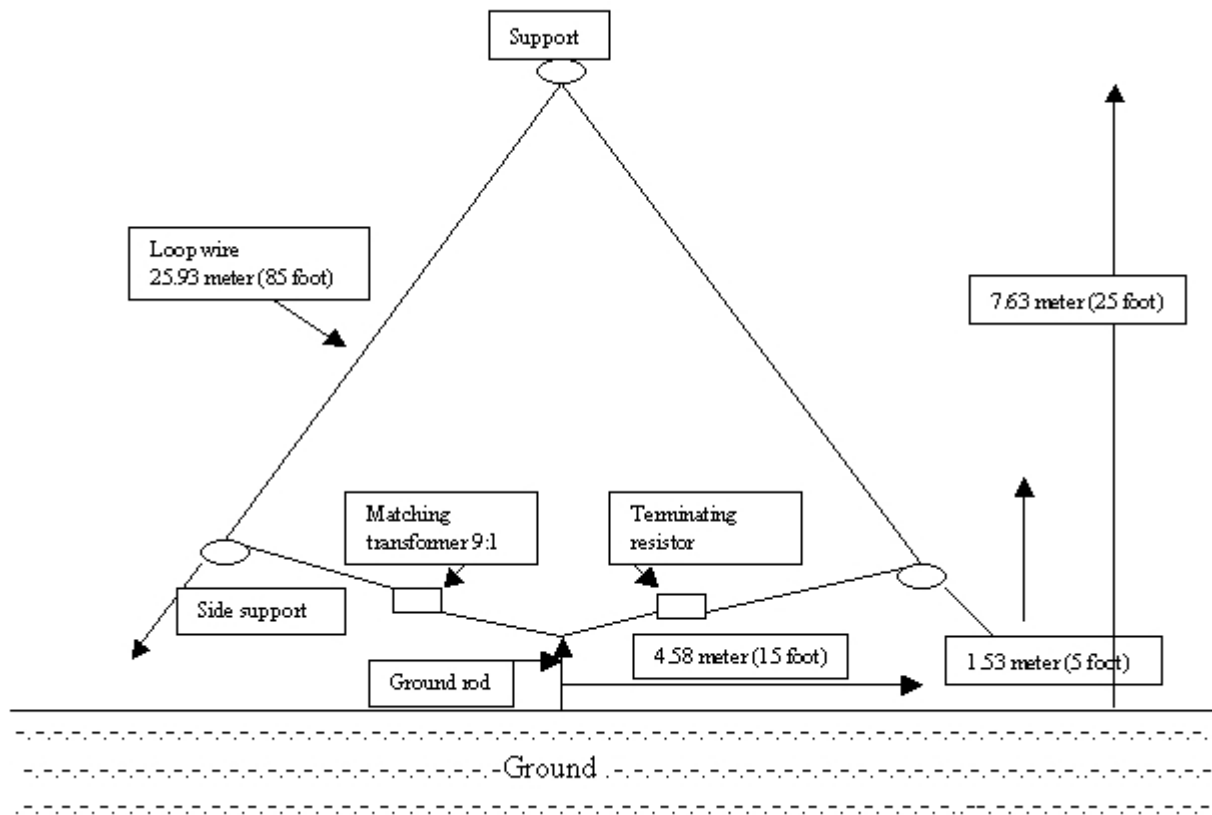 Support
Loop wire
25.93 meter (85 foot)
7.63 meter (25 foot)
Matching
transformer 9:1
Terminating
resistor
Side support
4.58 meter (15 foot)
1.53 meter (5 foot)
Ground rod
Ground